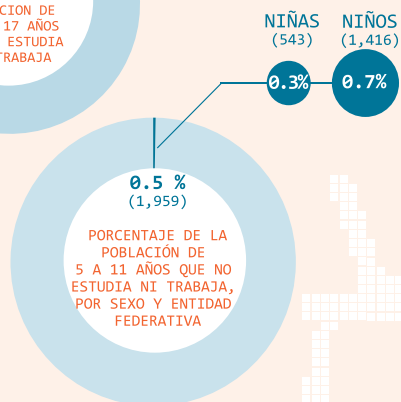 CION DE
17 AÑOS
ESTUDIA
TRABAJA
NIÑAS
(543)
NIÑOS
(1,416)
0.3%
0.7%
0.5 %
(1,959)
PORCENTAJE DE LA
POBLACIÓN DE
5 A 11 AÑOS QUE NO
ESTUDIA NI TRABAJA,
POR SEXO Y ENTIDAD
FEDERATIVA